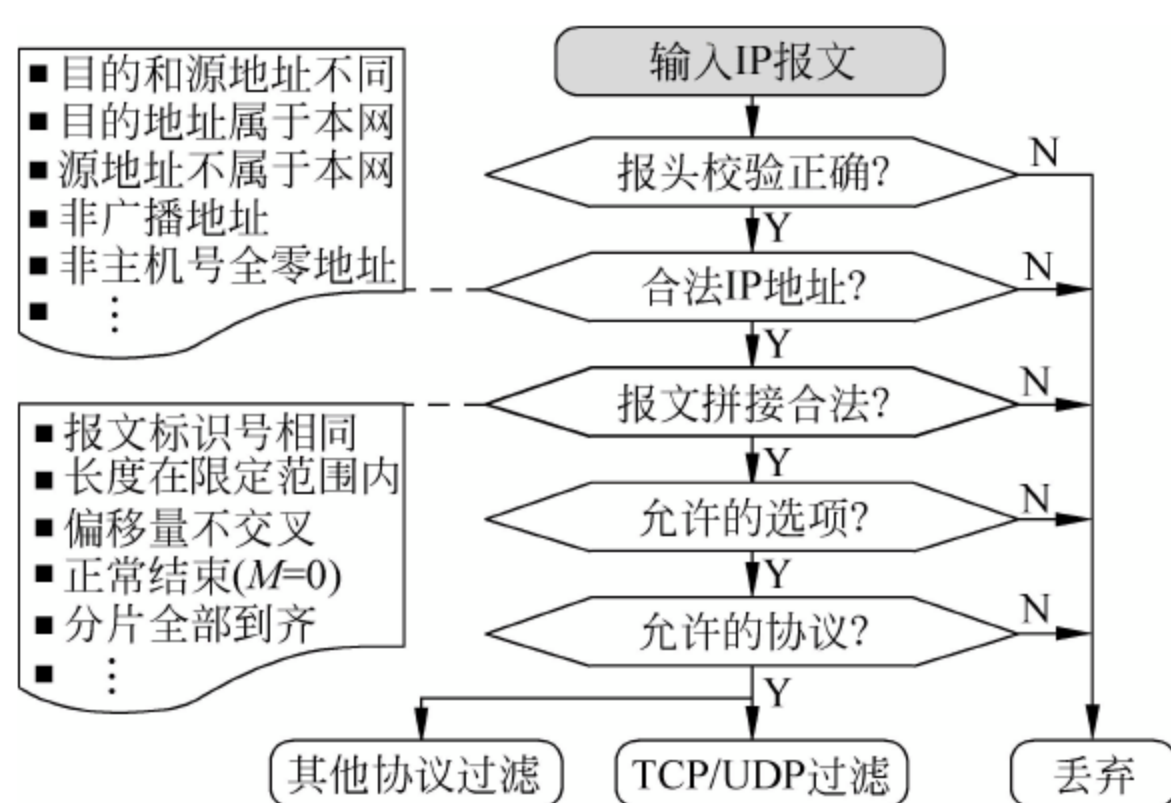 ■ 目的和源地址不同
■ 目的地址属于本网
■ 源地址不属于本网
■ 非广播地址
■ 非主机号全零地址
■ ⋮
■ 报文标识号相同
■ 长度在限定范围内
■ 偏移量不交叉
■ 正常结束(M=0)
■ 分片全部到齐
■ ⋮
输入IP报文
报头校验正确?
N
Y
合法IP地址?
N
Y
报文拼接合法?
N
Y
允许的选项?
N
Y
允许的协议?
N
Y
其他协议过滤
TCP/UDP过滤
丢弃